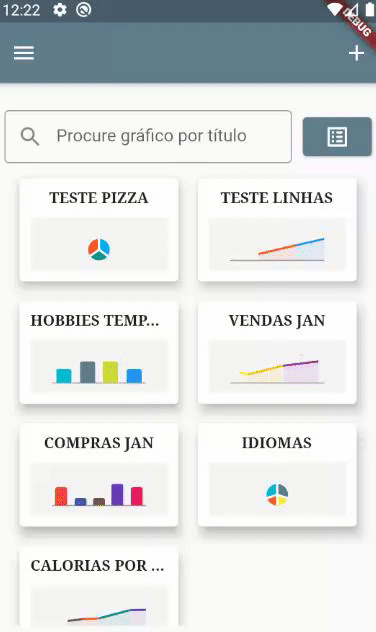 12:22
DEBUG
Procure gráfico por título
TESTE PIZZA
TESTE LINHAS
HOBBIES TEMP...
VENDAS JAN
COMPRAS JAN
IDIOMAS
CALORIAS POR ...